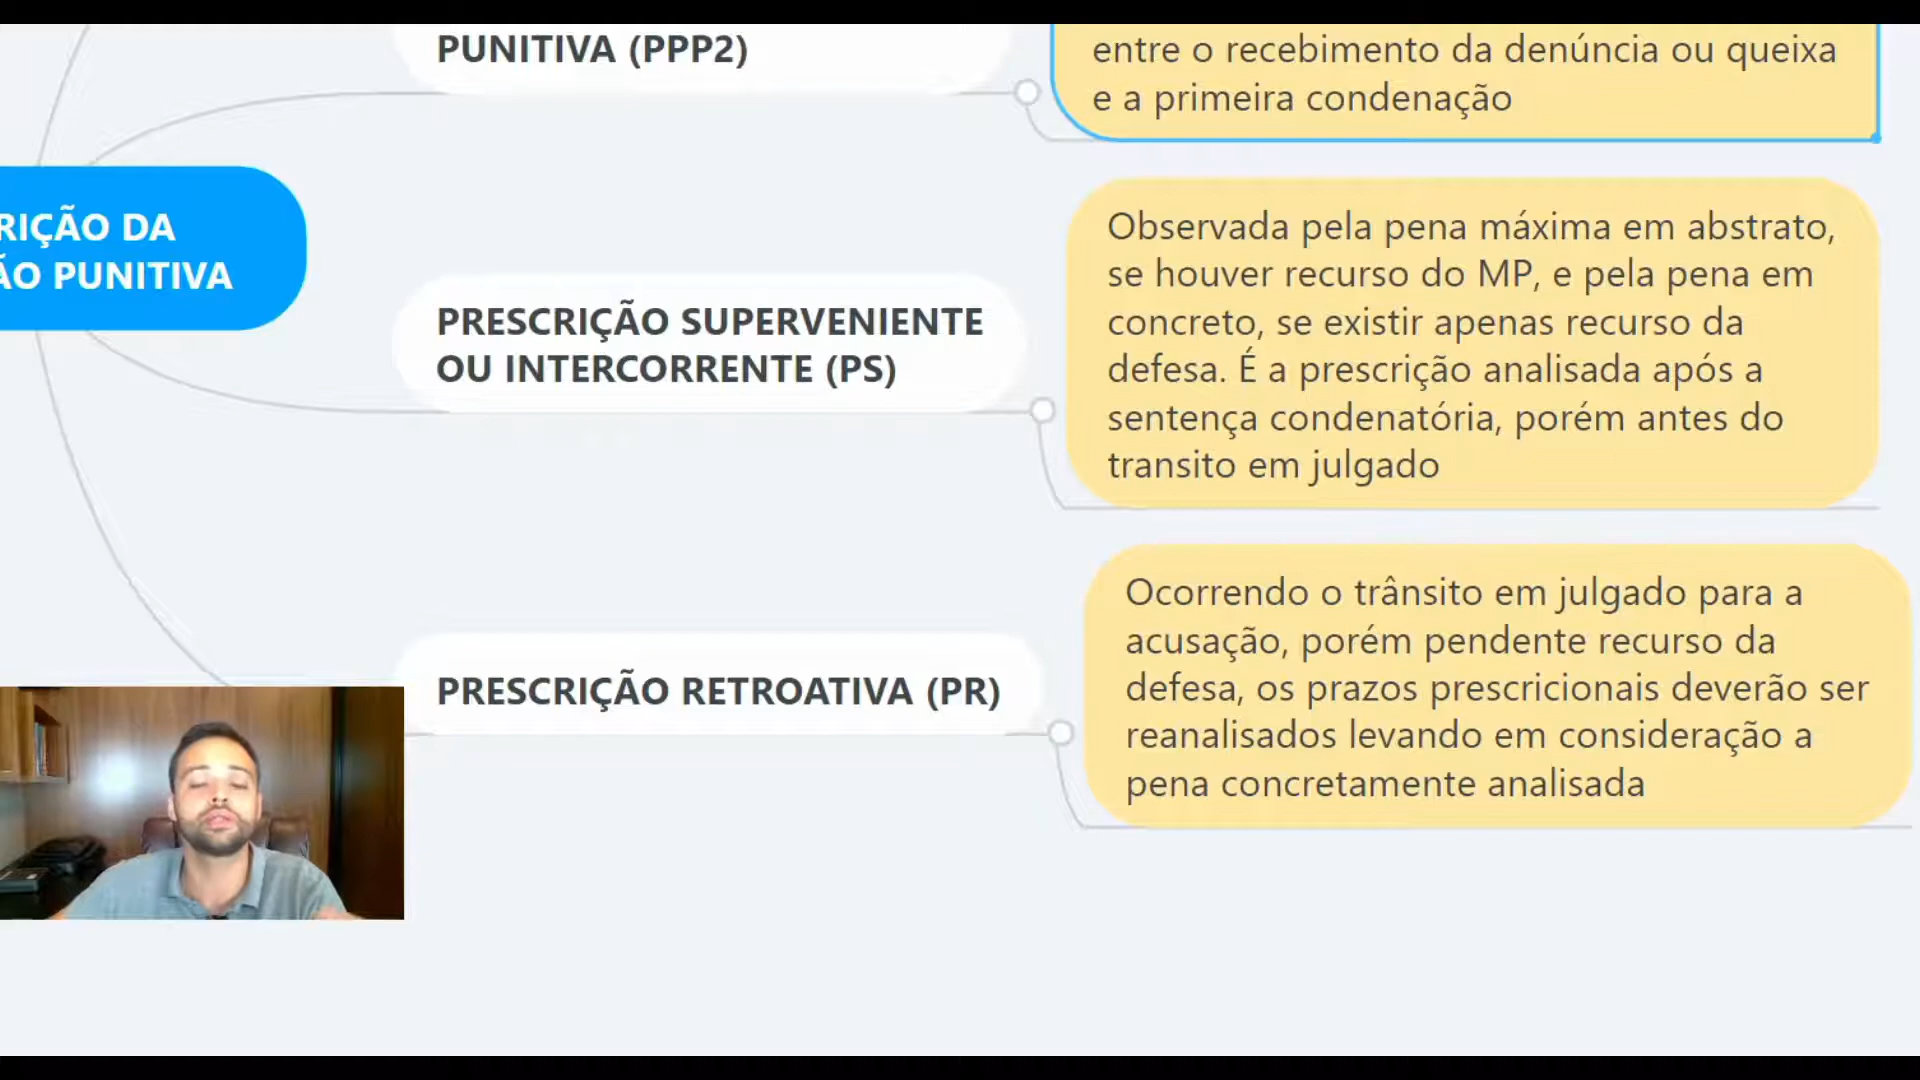 PUNITIVA (PPP2)
entre o recebimento da denúncia ou queixa
e a primeira condenação
RIÇÃO DA
ÃO PUNITIVA
PRESCRIÇÃO SUPERVENIENTE
OU INTERCORRENTE (PS)
Observada pela pena máxima em abstrato,
se houver recurso do MP, e pela pena em
concreto, se existir apenas recurso da
defesa. É a prescrição analisada após a
sentença condenatória, porém antes do
transito em julgado
PRESCRIÇÃO RETROATIVA (PR)
Ocorrendo o trânsito em julgado para a
acusação, porém pendente recurso da
defesa, os prazos prescricionais deverão ser
reanalisados levando em consideração a
pena concretamente analisada